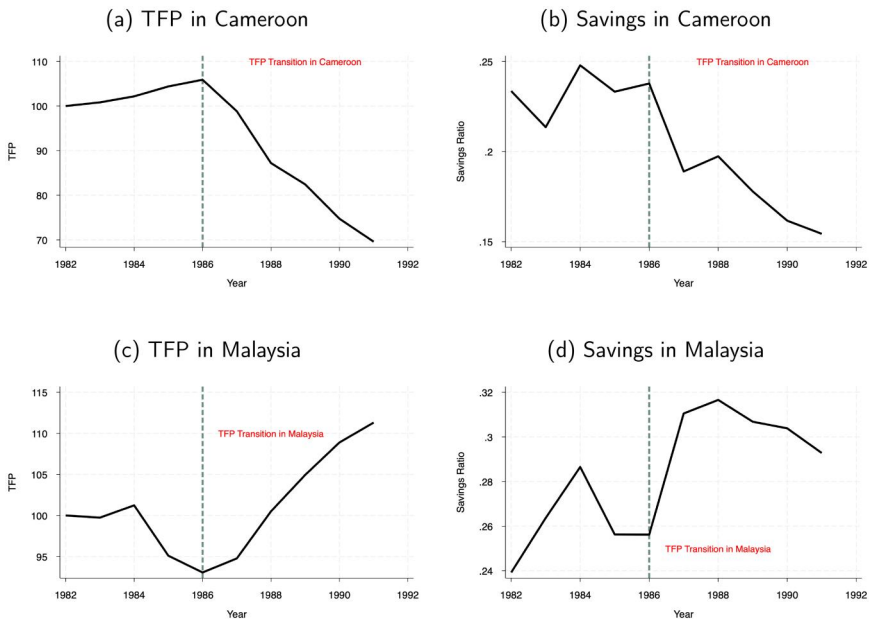 (a) TFP in Cameroon
110
100
90
80
70
TFP
TFP Transition in Cameroon
1982 1984 1986 1988 1990 1992
Year
(b) Savings in Cameroon
.25
.2
.15
Savings Ratio
TFP Transition in Cameroon
1982 1984 1986 1988 1990 1992
Year
(c) TFP in Malaysia
115
110
105
100
95
TFP
TFP Transition in Malaysia
1982 1984 1986 1988 1990 1992
Year
(d) Savings in Malaysia
.32
.3
.28
.26
.24
Savings Ratio
TFP Transition in Malaysia
1982 1984 1986 1988 1990 1992
Year